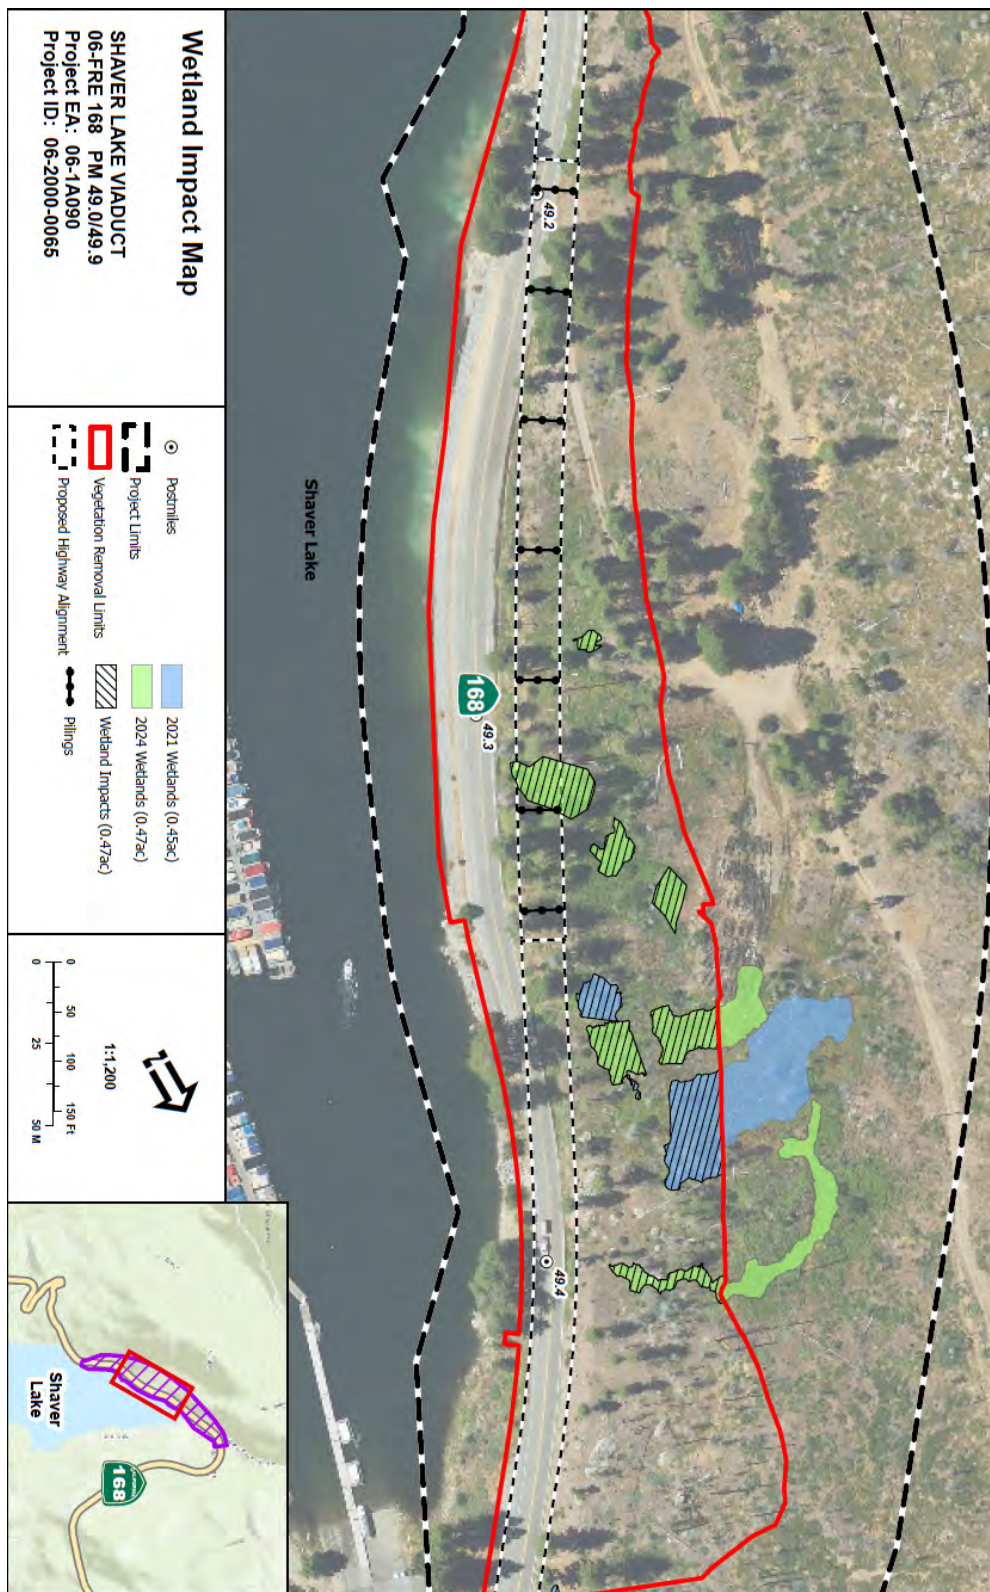 Wetland Impact Map
SHAVER LAKE VIADUCT
06-FRE 168 PM 49.0/49.9
Project EA: 06-1A090
Project ID: 06-2000-0065
Postmiles
Project Limits
Vegetation Removal Limits
Proposed Highway Alignment
2021 Wetlands (0.45ac)
2024 Wetlands (0.47ac)
Wetland Impacts (0.47ac)
Pilings
1:1,200
0 50 100 150 Ft
0 25 50 M
Shaver Lake
49.2
168
49.3
49.4
Shaver
Lake
168